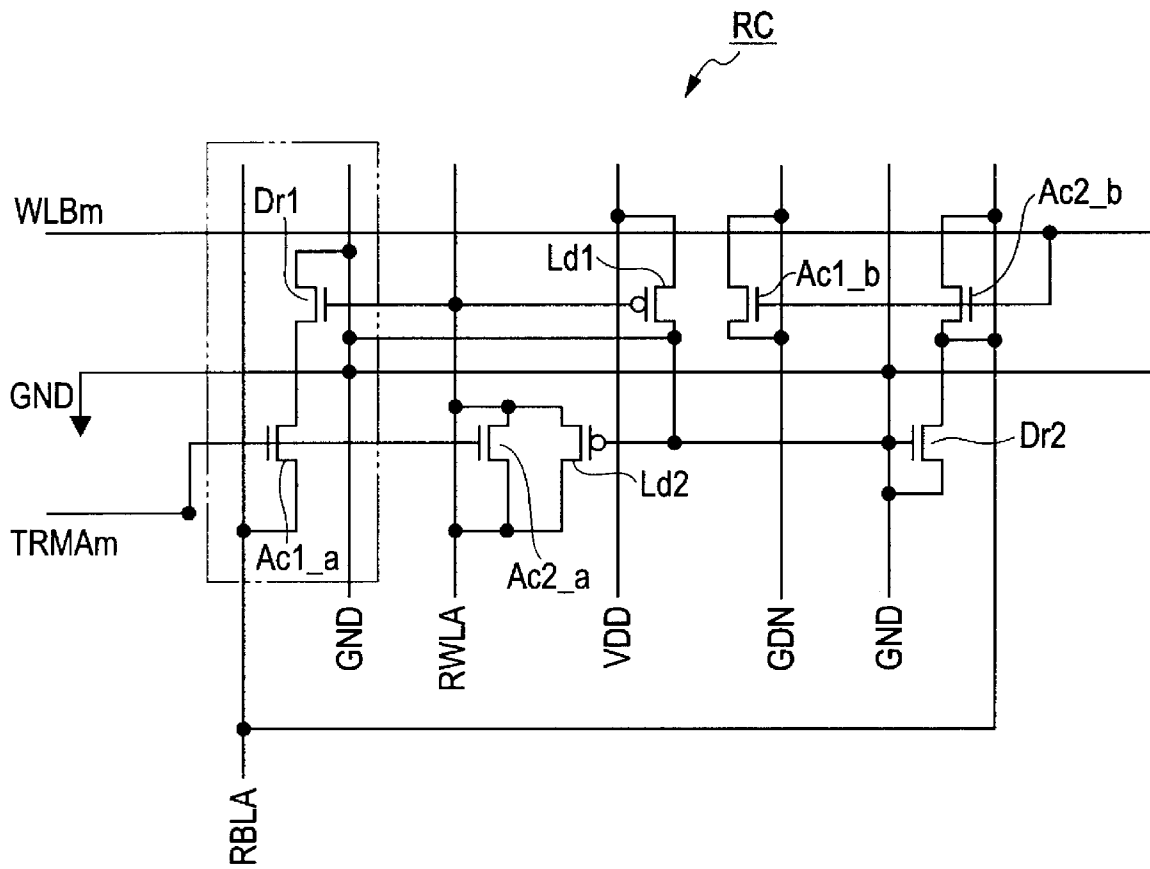 RC
WLBm
Dr1
Ac2_b
Ld1
Ac1_b
GND
Dr2
Ld2
TRMAm
Ac1_a
Ac2_a
GND
RWLA
VDD
GDN
GND
RBLA